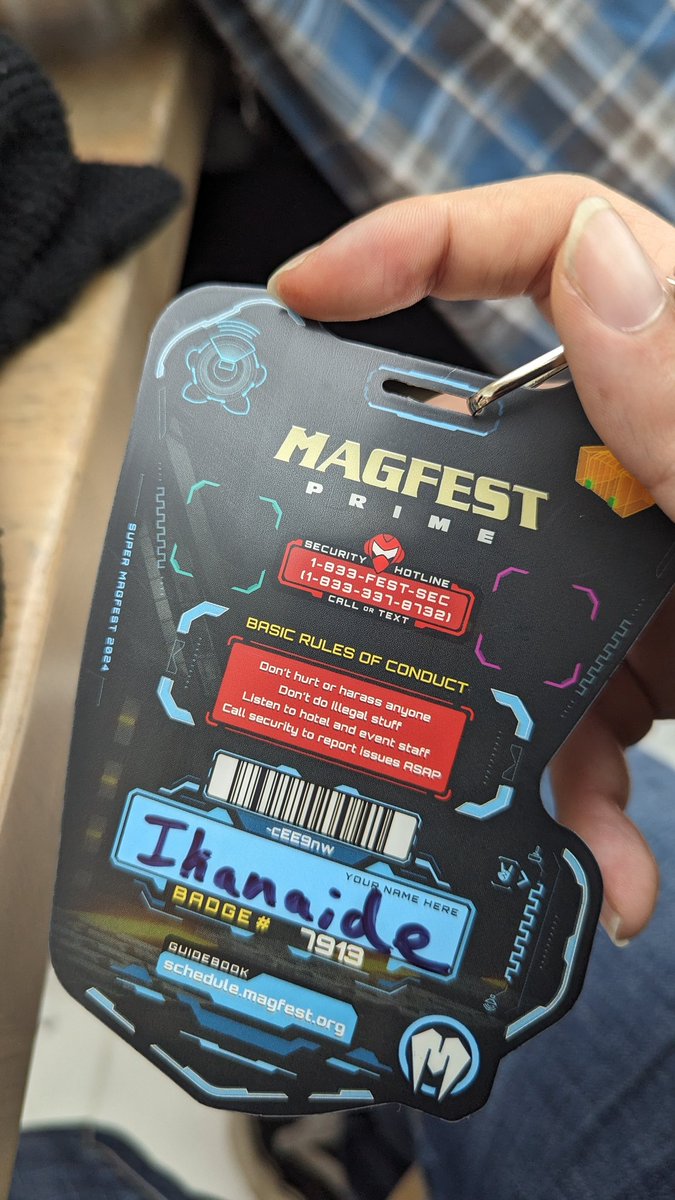 MAGFEST
PRIME
SECURITY HOTLINE
1-833-FEST-SEC
(1-833-337-8732)
CALL OR TEXT
SUPER MAGFEST 2024
BASIC RULES OF CONDUCT
Don't hurt or harass anyone
Don't do illegal stuff
Listen to hotel and event staff
Call security to report issues ASAP
~cEE9nW
YOUR NAME HERE
Ikanaide
BADGE # 7913
GUIDEBOOK
schedule.magfest.org
M